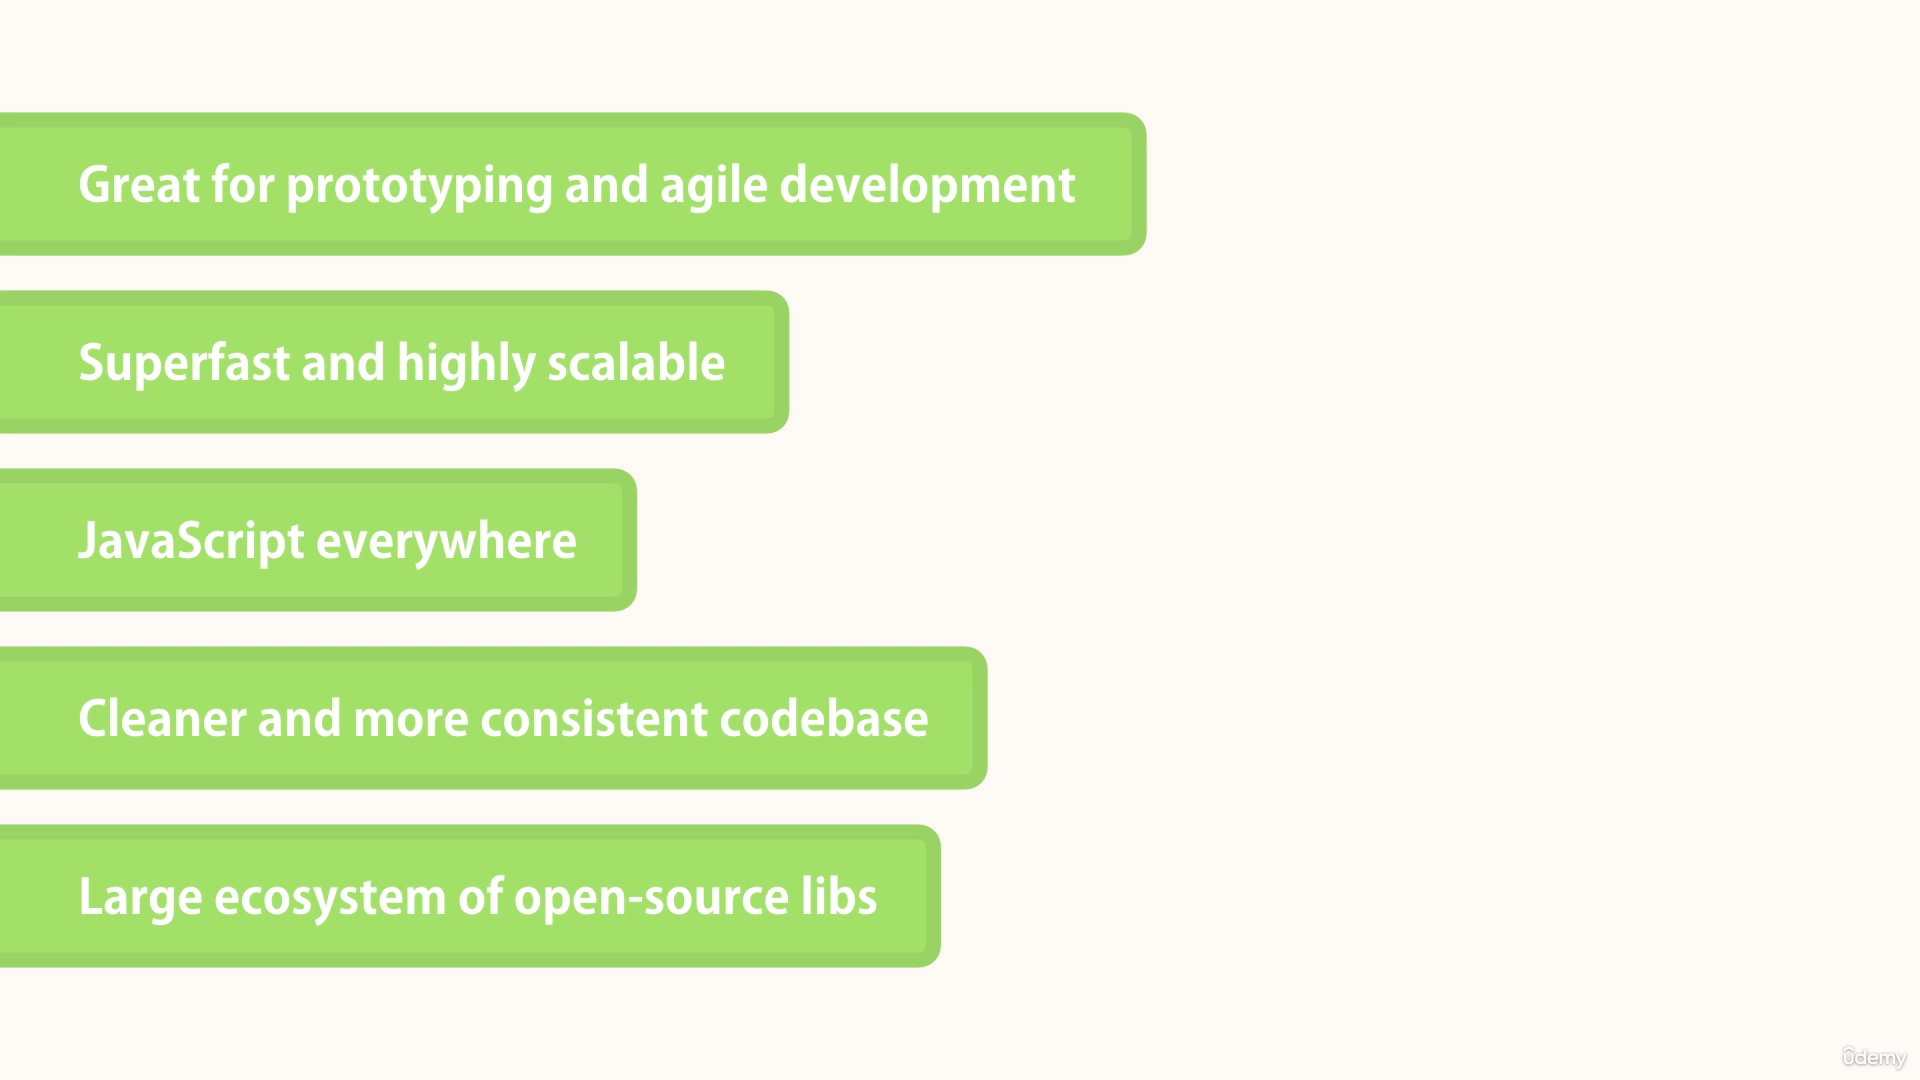 Great for prototyping and agile development
Superfast and highly scalable
JavaScript everywhere
Cleaner and more consistent codebase
Large ecosystem of open-source libs
ûdemy